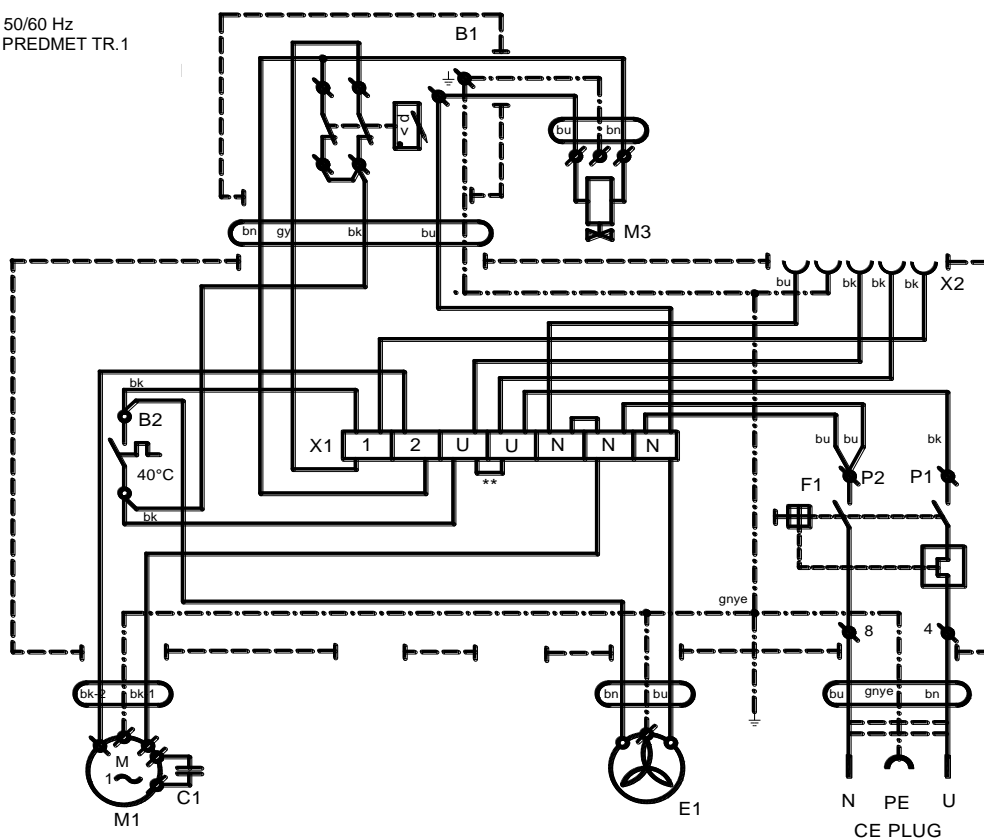 50/60 Hz
PREDMET TR.1
B1
p
>
bu bn
M3
bn gy bk bu
X2
bu bk bk bk
bk
B2
X1 1 2 U U N N N
**
40°C
bk
bu bu bk
F1 P2 P1
gnye
8 4
bk-2 bk-1
bn bu
bu gnye bn
M
1
C1
M1
E1
N PE U
CE PLUG